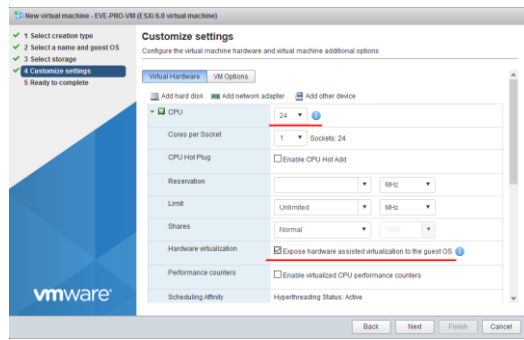 New virtual machine - EVE-PRO-VM (ESXi 6.0 virtual machine)
1 Select creation type
2 Select a name and guest OS
3 Select storage
4 Customize settings
5 Ready to complete
Customize settings
Configure the virtual machine hardware and virtual machine additional options
Virtual Hardware VM Options
Add hard disk Add network adapter Add other device
CPU 24
Cores per Socket 1 Sockets: 24
CPU Hot Plug Enable CPU Hot Add
Reservation MHz
Limit Unlimited MHz
Shares Normal 1000
Hardware virtualization Expose hardware assisted virtualization to the guest OS
Performance counters Enable virtualized CPU performance counters
Scheduling Affinity Hyperthreading Status: Active
vmware
Back Next Finish Cancel